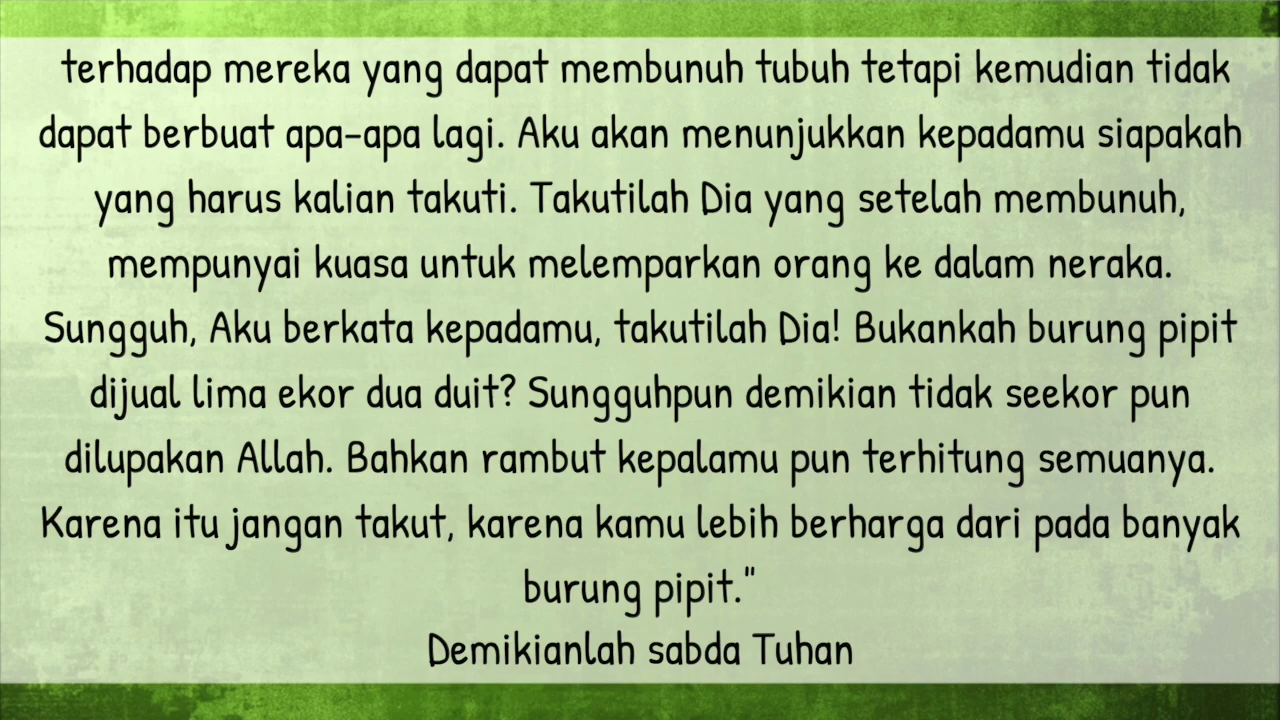 terhadap mereka yang dapat membunuh tubuh tetapi kemudian tidak
dapat berbuat apa-apa lagi. Aku akan menunjukkan kepadamu siapakah
yang harus kalian takuti. Takutilah Dia yang setelah membunuh,
mempunyai kuasa untuk melemparkan orang ke dalam neraka.
Sungguh, Aku berkata kepadamu, takutilah Dia! Bukankah burung pipit
dijual lima ekor dua duit? Sungguhpun demikian tidak seekor pun
dilupakan Allah. Bahkan rambut kepalamu pun terhitung semuanya.
Karena itu jangan takut, karena kamu lebih berharga dari pada banyak
burung pipit."
Demikianlah sabda Tuhan